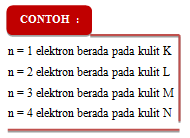 CONTOH :
n = 1 elektron berada pada kulit K
n = 2 elektron berada pada kulit L
n = 3 elektron berada pada kulit M
n = 4 elektron berada pada kulit N